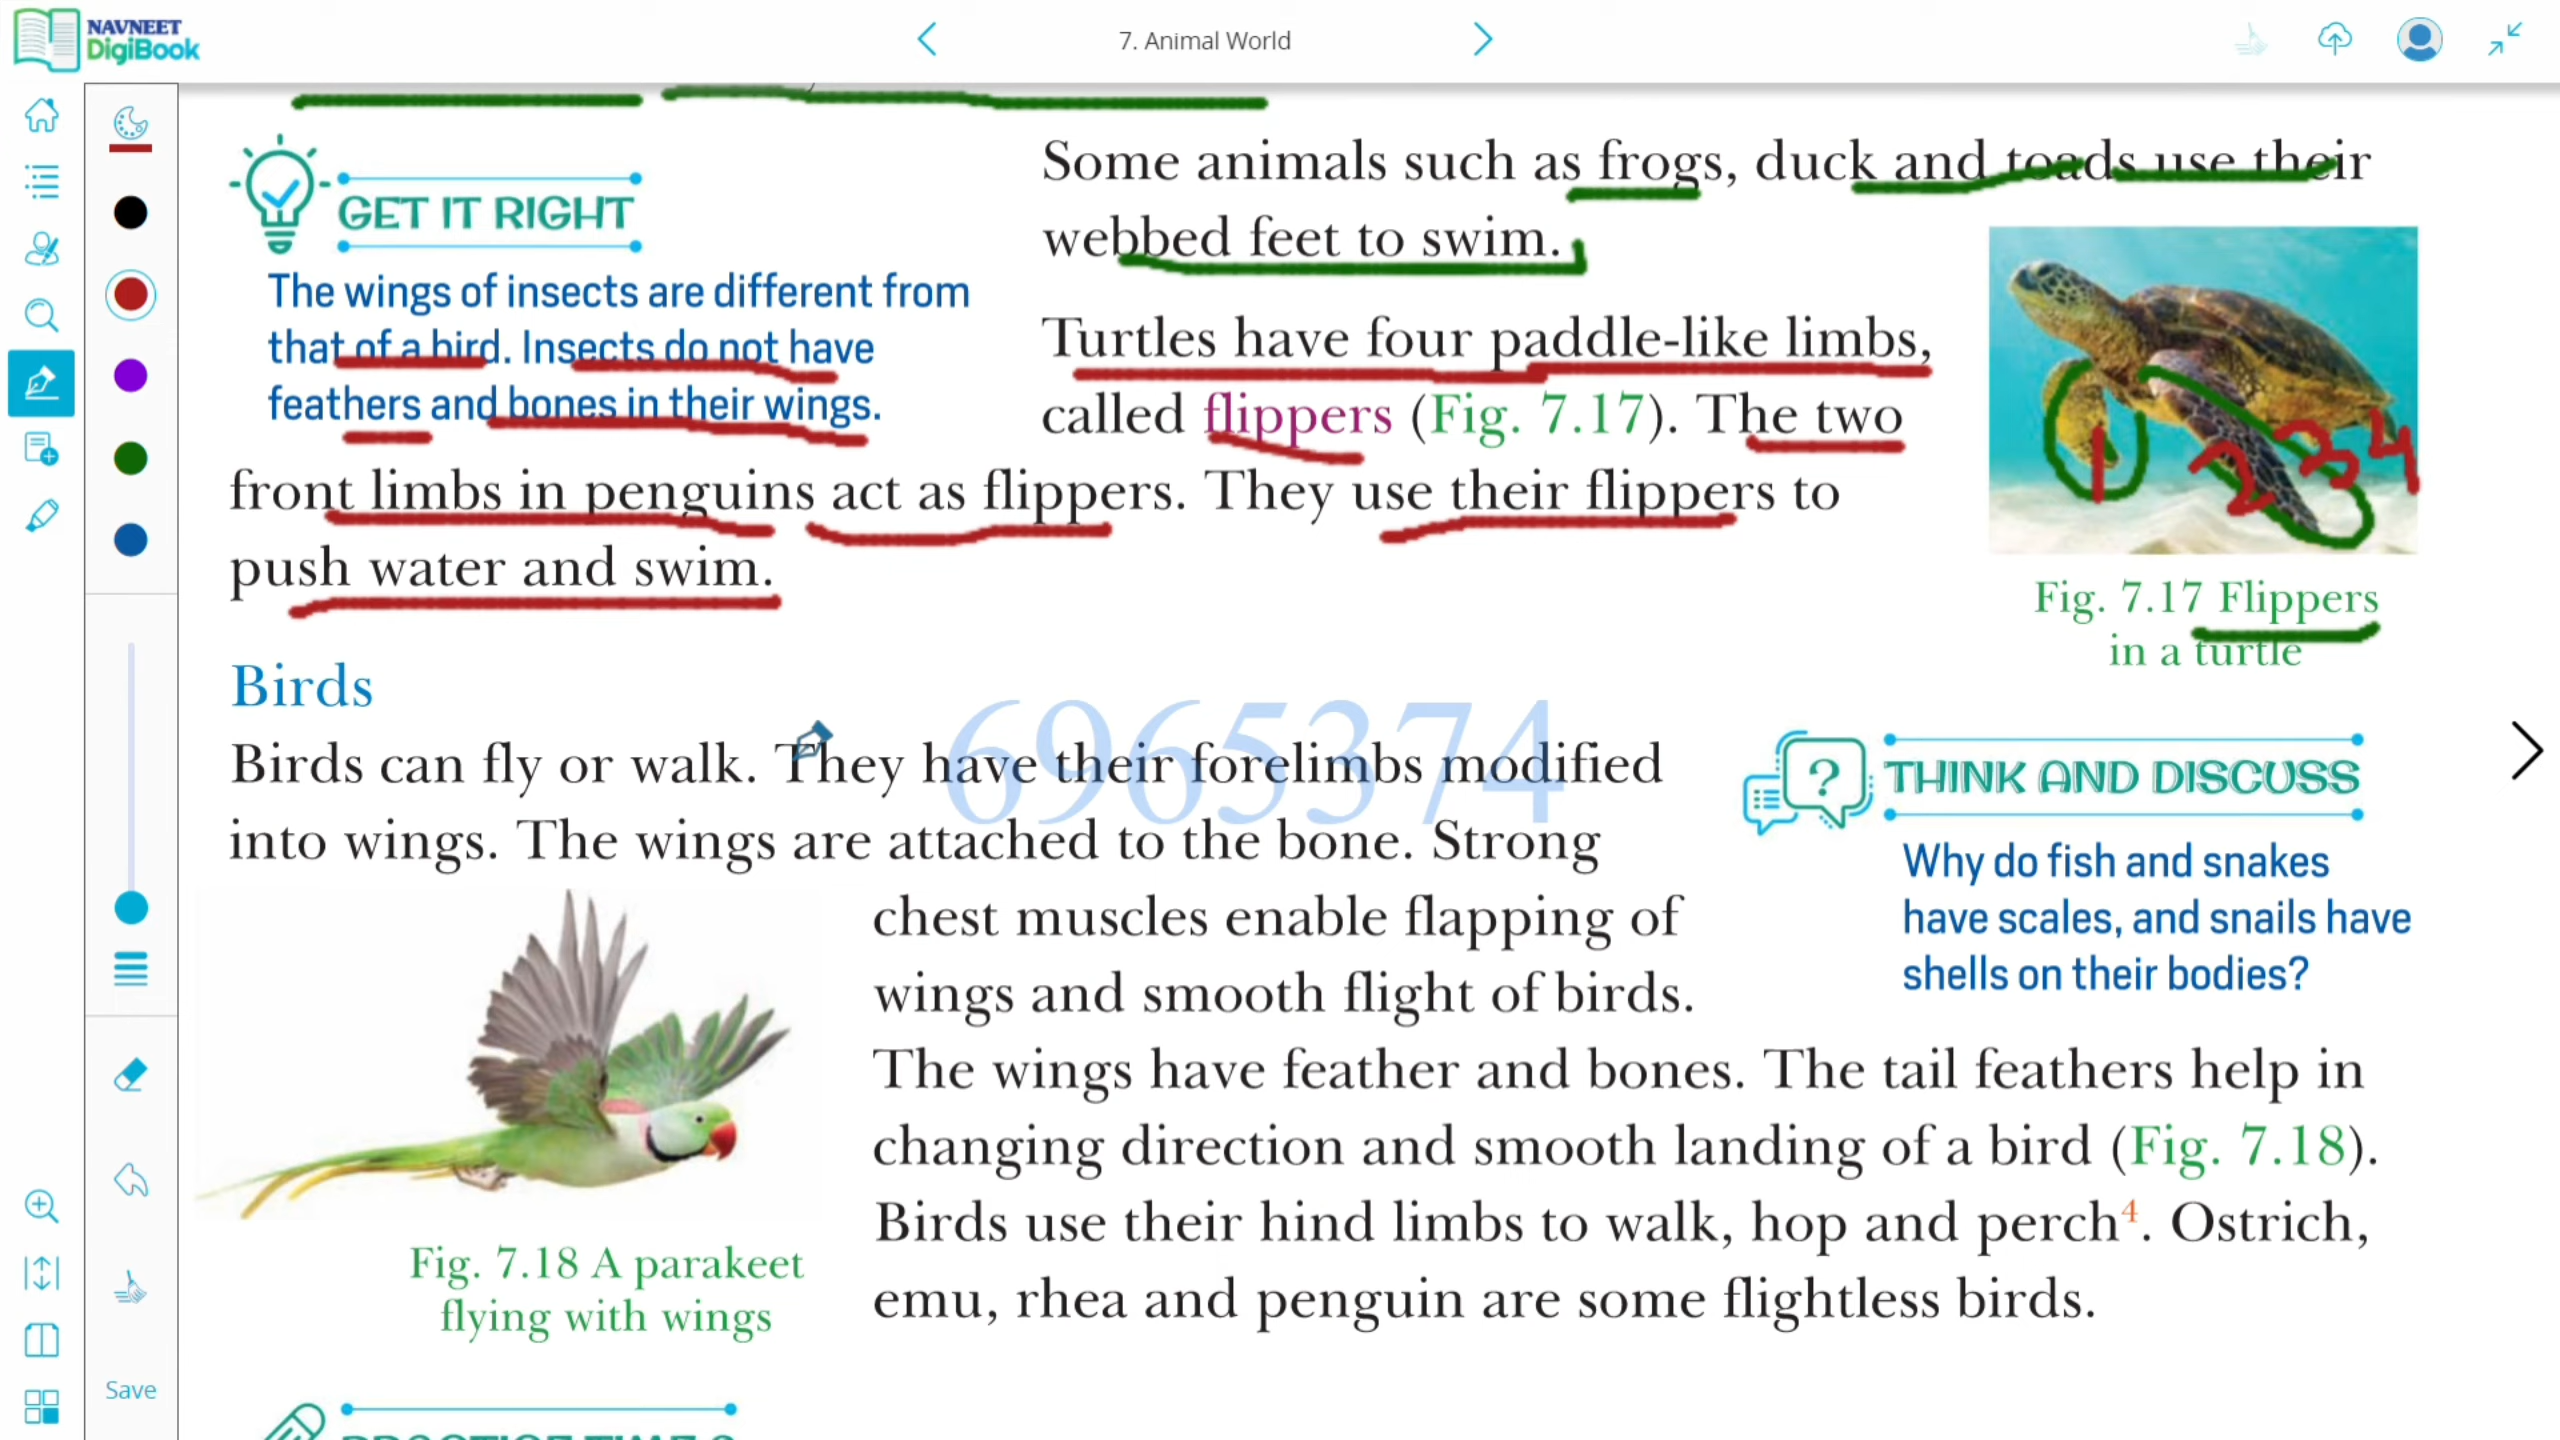 NAVNEET
DigiBook
7. Animal World
Some animals such as frogs, duck and toads use their
webbed feet to swim.
GET IT RIGHT
The wings of insects are different from
that of a bird. Insects do not have
feathers and bones in their wings.
Turtles have four paddle-like limbs,
called flippers (Fig. 7.17). The two
front limbs in penguins act as flippers. They use their flippers to
push water and swim.
1 2 3 4
Fig. 7.17 Flippers
in a turtle
Birds
6965374
Birds can fly or walk. They have their forelimbs modified
into wings. The wings are attached to the bone. Strong
chest muscles enable flapping of
wings and smooth flight of birds.
THINK AND DISCUSS
Why do fish and snakes
have scales, and snails have
shells on their bodies?
The wings have feather and bones. The tail feathers help in
changing direction and smooth landing of a bird (Fig. 7.18).
Birds use their hind limbs to walk, hop and perch4. Ostrich,
emu, rhea and penguin are some flightless birds.
Fig. 7.18 A parakeet
flying with wings
Save